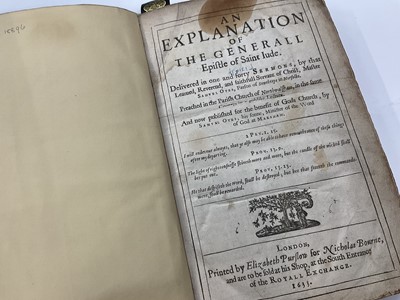 AN
EXPLANATION
OF
THE GENERALL
Epistle of Saint Iude.
Delivered in one and forty SERMONS, by that
Learned, Reverend, and faithfull Servant of Christ, Master
SAMUEL OTES,
Preached in the Parish Church of in the
And now published for the benefit of Gods Church, by
SAMUEL OTES, his sonne, Minister of the Word
of GOD at
2 PET. 1. 15.
I will endevour alwayes, that ye also may be able to have remembrance of these things
after my departing.
PROV. 13. 9.
The light of the righteous but the candle of the wicked shall
be put out.
PROV. 13. 13.
He that despiseth the word, shall be destroyed; but hee that feareth the commande-
ment, shall be rewarded.
LONDON,
Printed by Elizabeth Purslow for Nicholas Bourne,
and are to be sold at his Shop, at the South Entrance
of the ROYALL EXCHANGE.
1633.